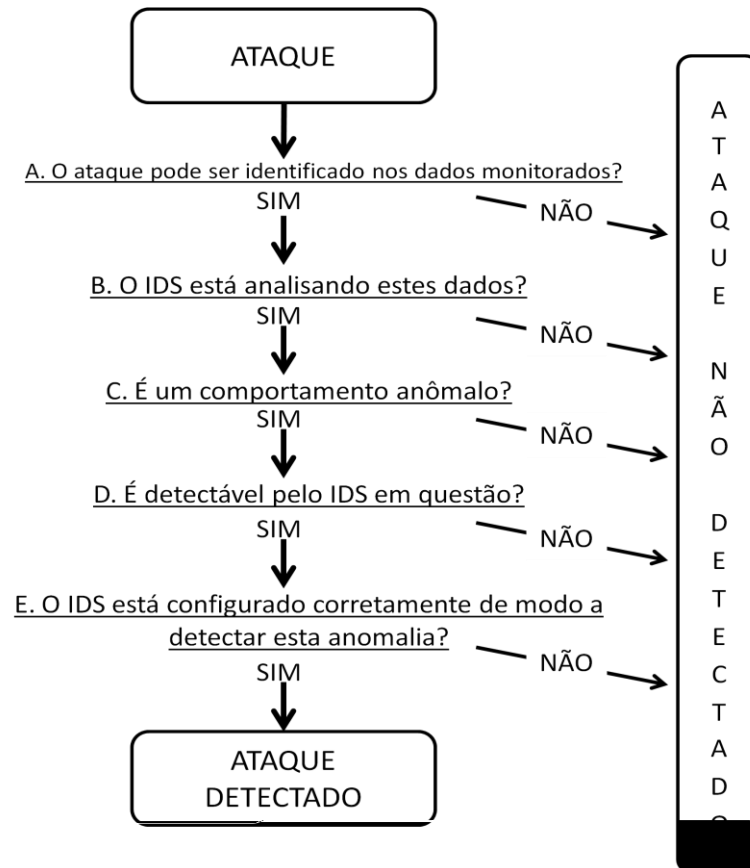 ATAQUE
A. O ataque pode ser identificado nos dados monitorados?
SIM
NÃO
B. O IDS está analisando estes dados?
SIM
NÃO
C. É um comportamento anômalo?
SIM
NÃO
D. É detectável pelo IDS em questão?
SIM
NÃO
E. O IDS está configurado corretamente de modo a
detectar esta anomalia?
SIM
NÃO
ATAQUE
DETECTADO
A
T
A
Q
U
E
N
Ã
O
D
E
T
E
C
T
A
D
O